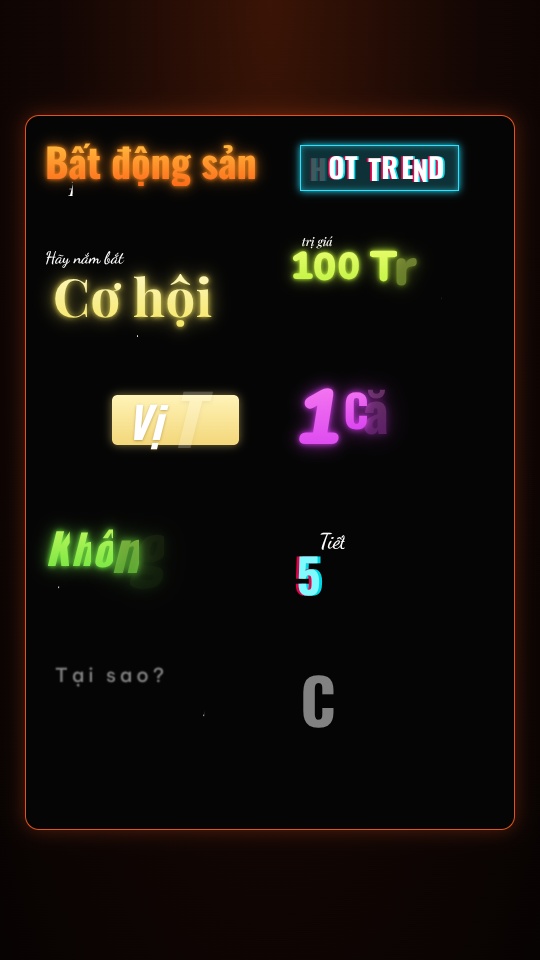 Bất động sản
HOT TREND
Hãy nắm bắt
Cơ hội
trị giá
100 Tr
Vị T
1 Că
Không
Tiết
5
Tại sao?
C